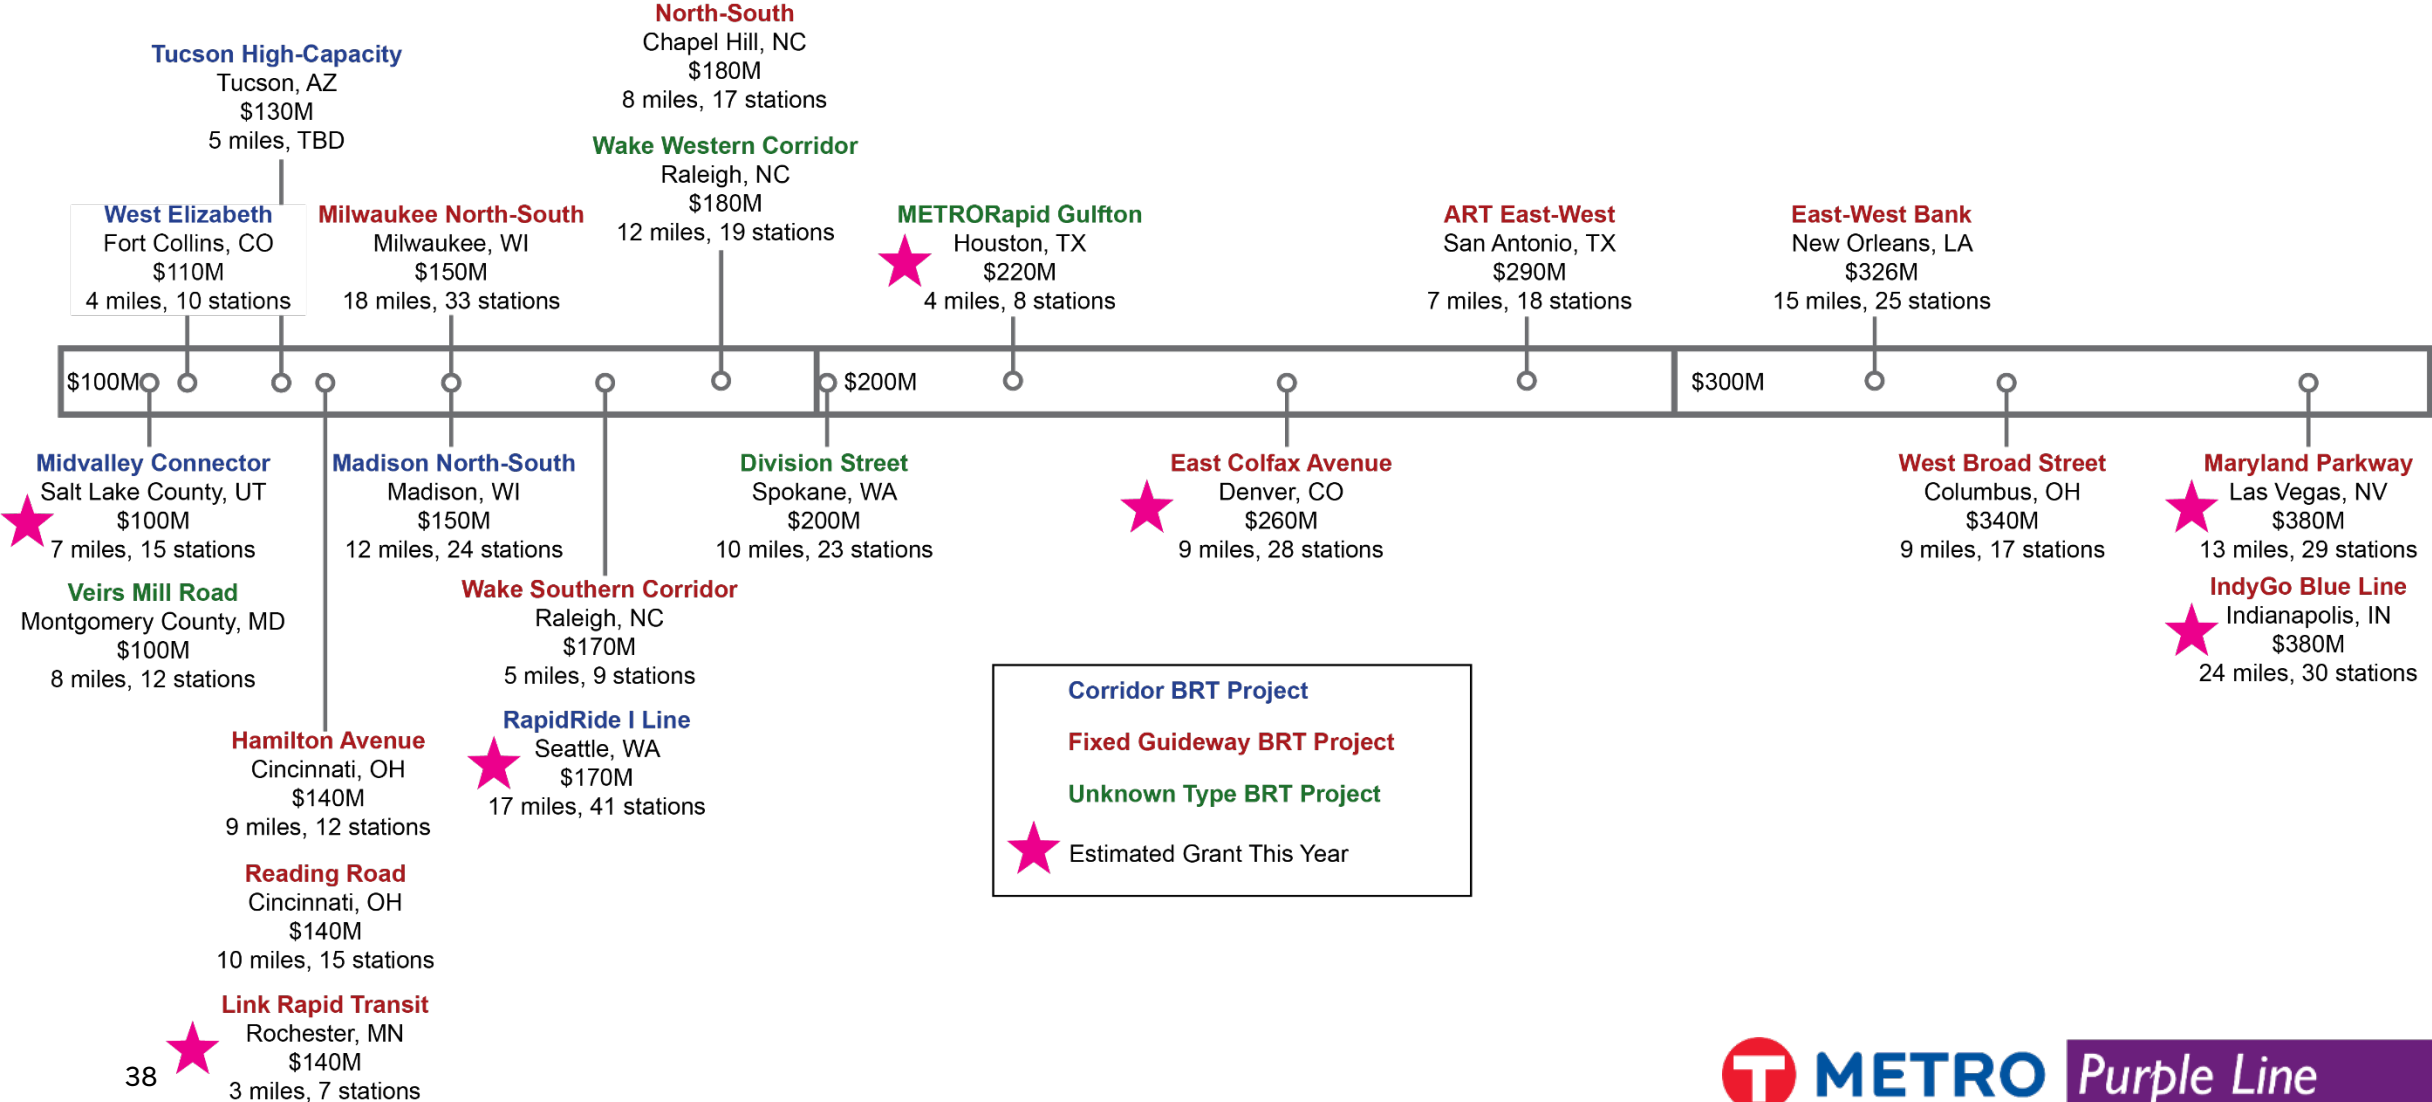 North-South
Chapel Hill, NC
$180M
8 miles, 17 stations
Tucson High-Capacity
Tucson, AZ
$130M
5 miles, TBD
Wake Western Corridor
Raleigh, NC
$180M
12 miles, 19 stations
West Elizabeth
Fort Collins, CO
$110M
4 miles, 10 stations
Milwaukee North-South
Milwaukee, WI
$150M
18 miles, 33 stations
METRORapid Gulfton
Houston, TX
$220M
4 miles, 8 stations
ART East-West
San Antonio, TX
$290M
7 miles, 18 stations
East-West Bank
New Orleans, LA
$326M
15 miles, 25 stations
$100M
$200M
$300M
Midvalley Connector
Salt Lake County, UT
$100M
7 miles, 15 stations
Veirs Mill Road
Montgomery County, MD
$100M
8 miles, 12 stations
Hamilton Avenue
Cincinnati, OH
$140M
9 miles, 12 stations
Reading Road
Cincinnati, OH
$140M
10 miles, 15 stations
Link Rapid Transit
Rochester, MN
$140M
3 miles, 7 stations
Madison North-South
Madison, WI
$150M
12 miles, 24 stations
Wake Southern Corridor
Raleigh, NC
$170M
5 miles, 9 stations
RapidRide I Line
Seattle, WA
$170M
17 miles, 41 stations
Division Street
Spokane, WA
$200M
10 miles, 23 stations
East Colfax Avenue
Denver, CO
$260M
9 miles, 28 stations
West Broad Street
Columbus, OH
$340M
9 miles, 17 stations
Maryland Parkway
Las Vegas, NV
$380M
13 miles, 29 stations
IndyGo Blue Line
Indianapolis, IN
$380M
24 miles, 30 stations
Corridor BRT Project
Fixed Guideway BRT Project
Unknown Type BRT Project
Estimated Grant This Year
38
T METRO Purple Line